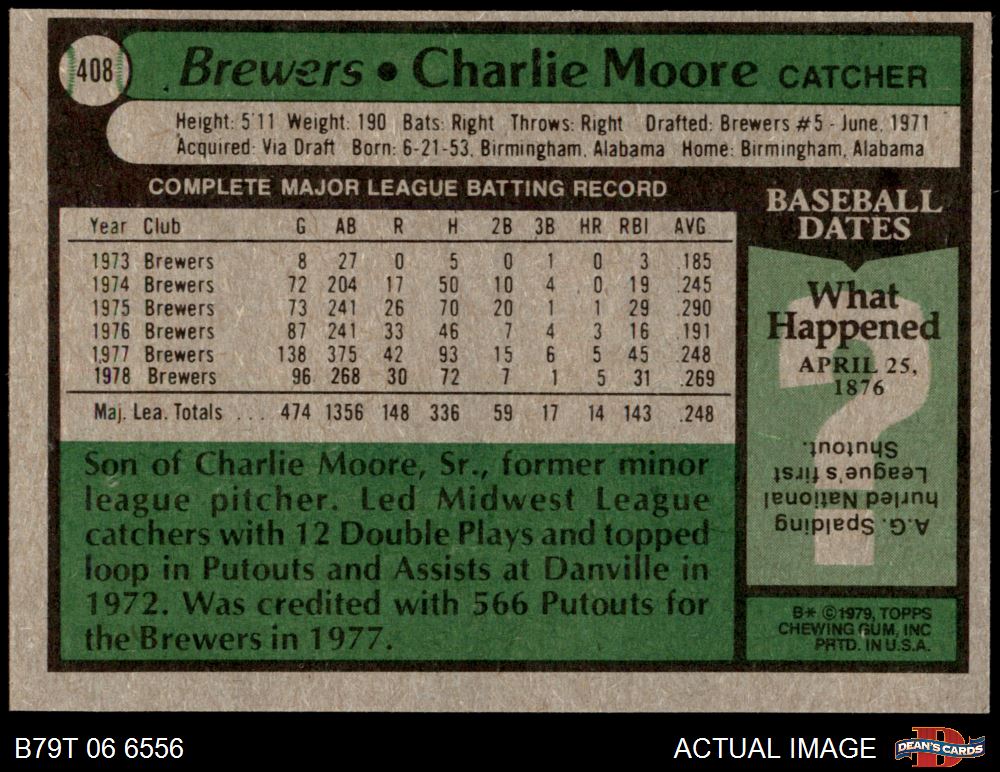 408
Brewers • Charlie Moore CATCHER
Height: 5'11 Weight: 190 Bats: Right Throws: Right Drafted: Brewers #5 - June, 1971
Acquired: Via Draft Born: 6-21-53, Birmingham, Alabama Home: Birmingham, Alabama
COMPLETE MAJOR LEAGUE BATTING RECORD
Year Club G AB R H 2B 3B HR RBI AVG
1973 Brewers 8 27 0 5 0 1 0 3 .185
1974 Brewers 72 204 17 50 10 4 0 19 .245
1975 Brewers 73 241 26 70 20 1 1 29 .290
1976 Brewers 87 241 33 46 7 4 3 16 .191
1977 Brewers 138 375 42 93 15 6 5 45 .248
1978 Brewers 96 268 30 72 7 1 5 31 .269
Maj. Lea. Totals . . . 474 1356 148 336 59 17 14 143 .248
Son of Charlie Moore, Sr., former minor
league pitcher. Led Midwest League
catchers with 12 Double Plays and topped
loop in Putouts and Assists at Danville in
1972. Was credited with 566 Putouts for
the Brewers in 1977.
BASEBALL
DATES
What
Happened
APRIL 25,
1876
?
A.G. Spalding
hurled National
League's first
Shutout.
B* ©1979, TOPPS
CHEWING GUM, INC
PRTD. IN U.S.A.
B79T 06 6556
ACTUAL IMAGE
D
DEAN'S CARDS